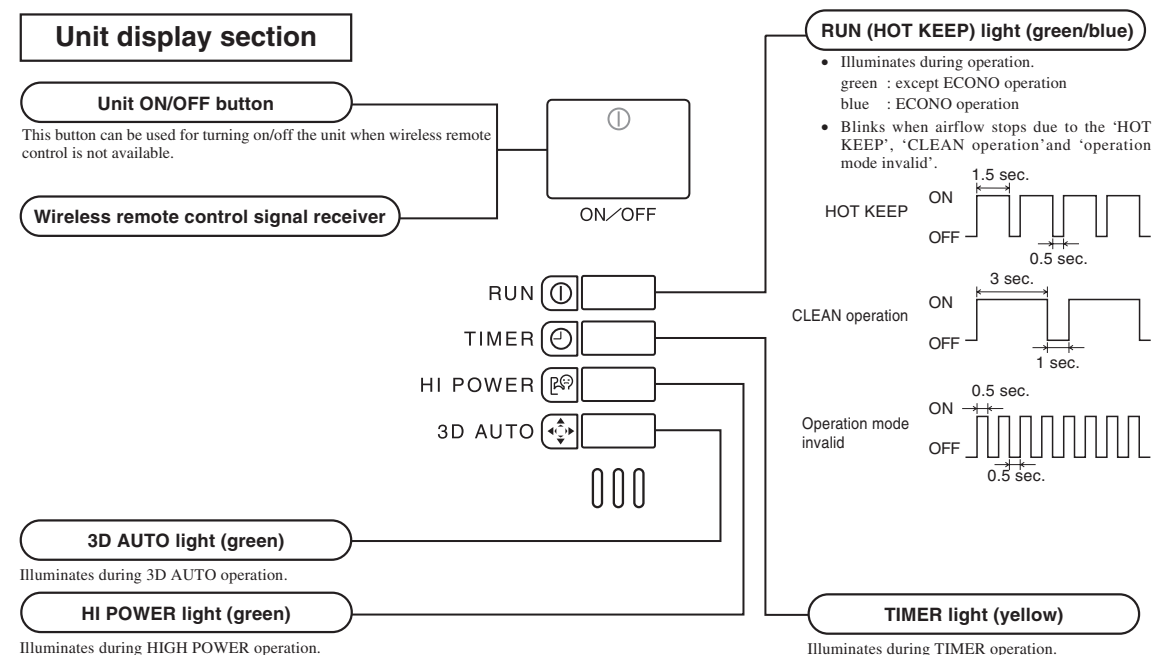 Unit display section
Unit ON/OFF button
This button can be used for turning on/off the unit when wireless remote
control is not available.
Wireless remote control signal receiver
ON/OFF
RUN
TIMER
HI POWER
3D AUTO
3D AUTO light (green)
Illuminates during 3D AUTO operation.
HI POWER light (green)
Illuminates during HIGH POWER operation.
RUN (HOT KEEP) light (green/blue)
• Illuminates during operation.
green : except ECONO operation
blue : ECONO operation
• Blinks when airflow stops due to the ‘HOT
KEEP’, ‘CLEAN operation’and ‘operation
mode invalid’.
1.5 sec.
HOT KEEP
ON
OFF
0.5 sec.
3 sec.
CLEAN operation
ON
OFF
1 sec.
0.5 sec.
Operation mode
invalid
ON
OFF
0.5 sec.
TIMER light (yellow)
Illuminates during TIMER operation.